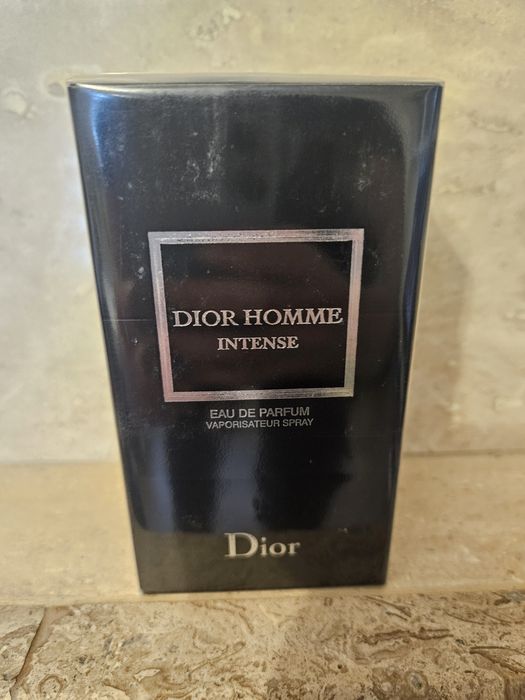 DIOR HOMME
INTENSE
EAU DE PARFUM
VAPORISATEUR SPRAY
Dior